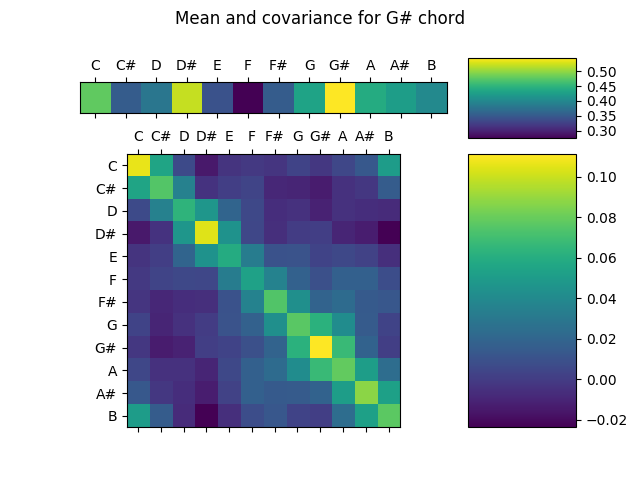 Mean and covariance for G# chord
C C# D D# E F F# G G# A A# B
0.50
0.45
0.40
0.35
0.30
C C# D D# E F F# G G# A A# B
C
C#
D
D#
E
F
F#
G
G#
A
A#
B
0.10
0.08
0.06
0.04
0.02
0.00
−0.02